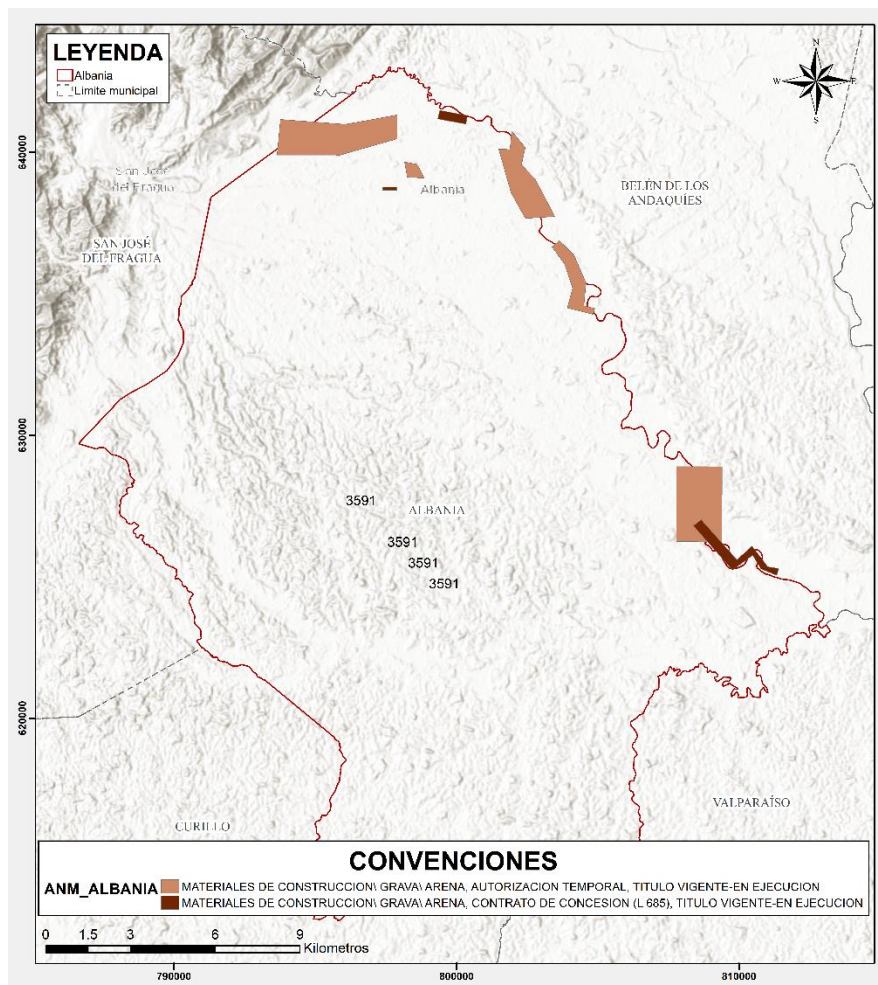 LEYENDA
Albania
Limite municipal
N
W
E
S
640000
San José
del Fragua
Albania
BELÉN DE LOS
ANDAQUÍES
SAN JOSÉ
DEL FRAGUA
630000
3591
ALBANIA
3591
3591
3591
620000
VALPARAÍSO
CURILLO
CONVENCIONES
ANM_ALBANIA
MATERIALES DE CONSTRUCCION\ GRAVA\ ARENA, AUTORIZACION TEMPORAL, TITULO VIGENTE-EN EJECUCION
MATERIALES DE CONSTRUCCION\ GRAVA\ ARENA, CONTRATO DE CONCESION (L 685), TITULO VIGENTE-EN EJECUCION
0 1.5 3 6 9
Kilometros
790000 800000 810000